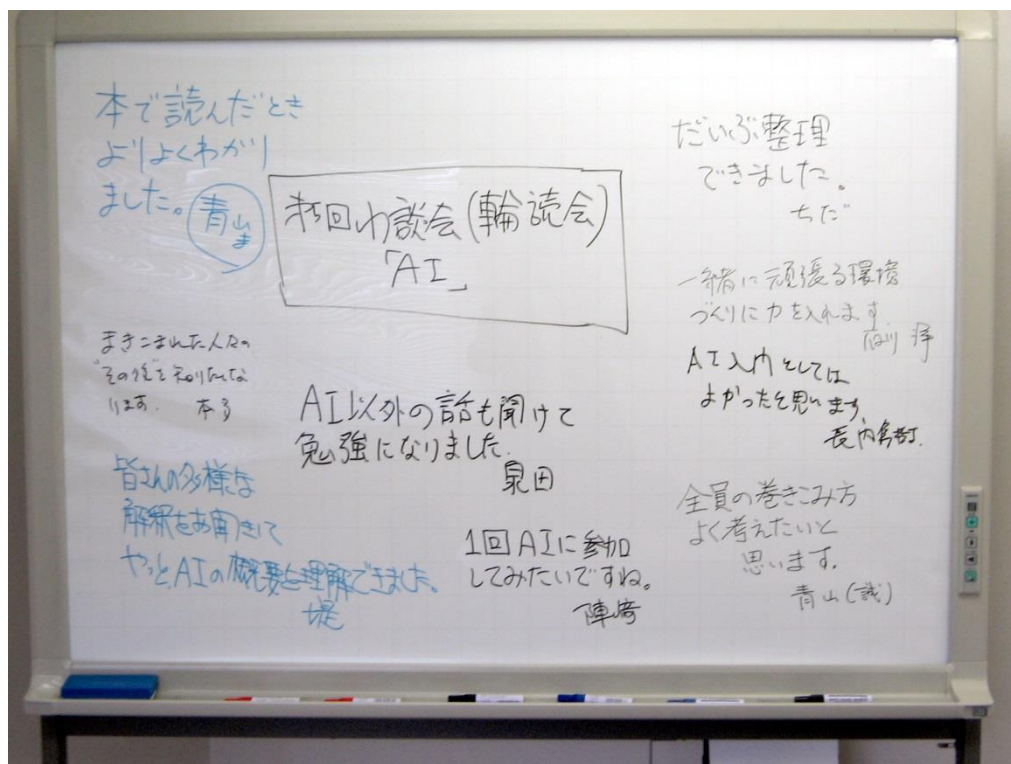 本で読んだとき
よりよくわかり
ました。
青山ま
才5回わ談会(輪読会)
「AI」
だいぶ整理
できました。
ちだ
一緒に頑張る環境
づくりに力を入れます
まきこまれた人々の
"その後"を知りたくな
ります.
AI入門としては
よかったと思います.
AI以外の話も聞けて
勉強になりました.
泉田
皆さんの多様な
解釈をお聞きして
やっとAIの概要を理解できました。
堤
1回AIに参加
してみたいですね。
陣﨑
全員の巻きこみ方
よく考えたいと
思います.
青山(誠)